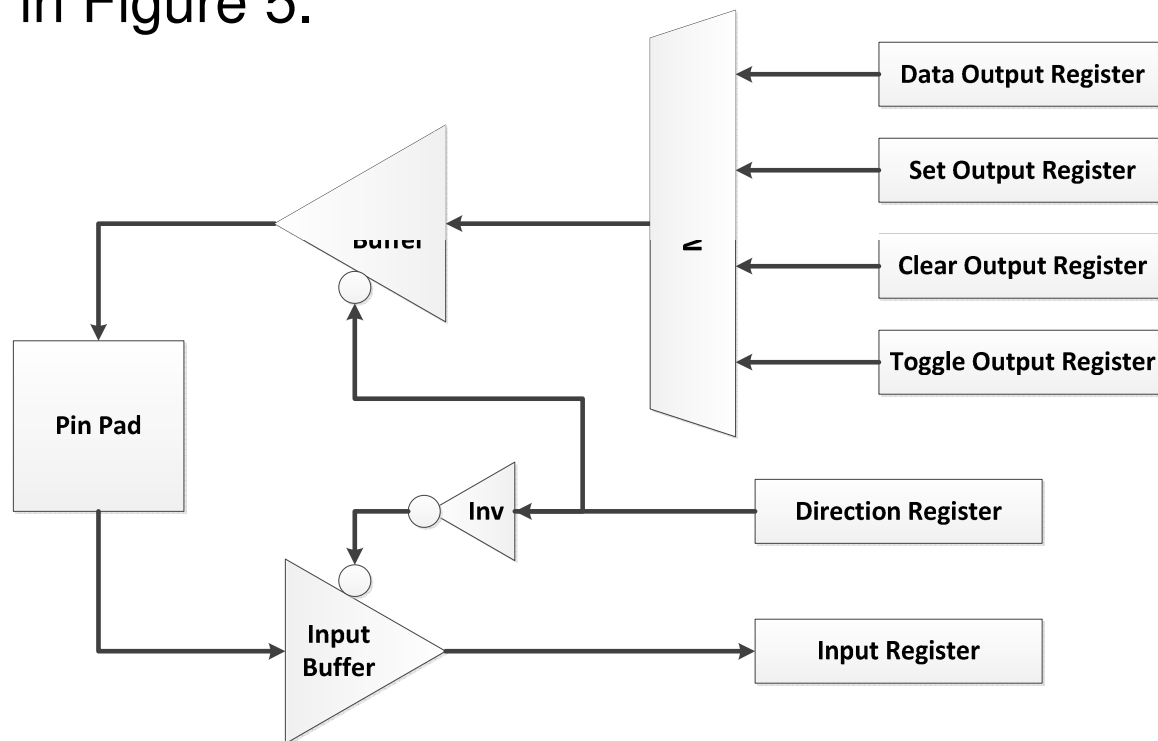 in Figure 5.
Data Output Register
Set Output Register
Clear Output Register
Toggle Output Register
Buffer
Pin Pad
Inv
Direction Register
Input
Buffer
Input Register